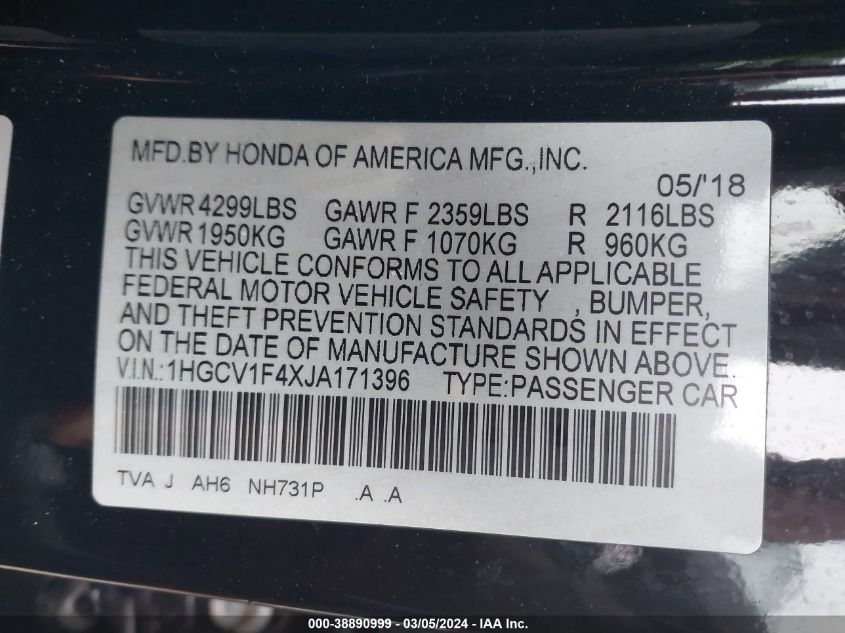 MFD.BY HONDA OF AMERICA MFG.,INC.
05/'18
GVWR 4299LBS GAWR F 2359LBS R 2116LBS
GVWR 1950KG GAWR F 1070KG R 960KG
THIS VEHICLE CONFORMS TO ALL APPLICABLE
FEDERAL MOTOR VEHICLE SAFETY , BUMPER,
AND THEFT PREVENTION STANDARDS IN EFFECT
ON THE DATE OF MANUFACTURE SHOWN ABOVE.
V.I.N.:1HGCV1F4XJA171396 TYPE:PASSENGER CAR
TVA J AH6 NH731P .A .A
000-38890999 - 03/05/2024 - IAAI Inc.